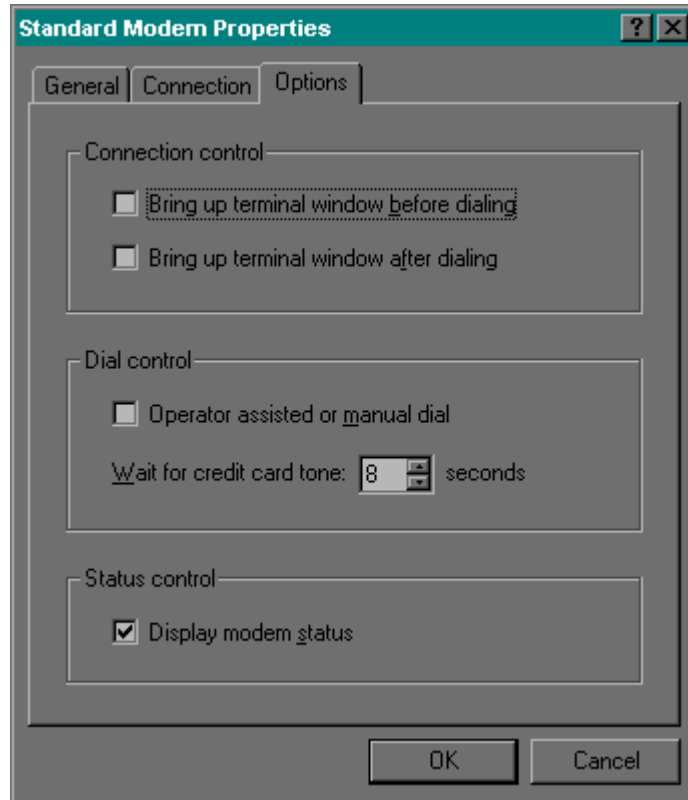 Standard Modem Properties
General Connection Options
Connection control
Bring up terminal window before dialing
Bring up terminal window after dialing
Dial control
Operator assisted or manual dial
Wait for credit card tone: 8 seconds
Status control
Display modem status
OK Cancel